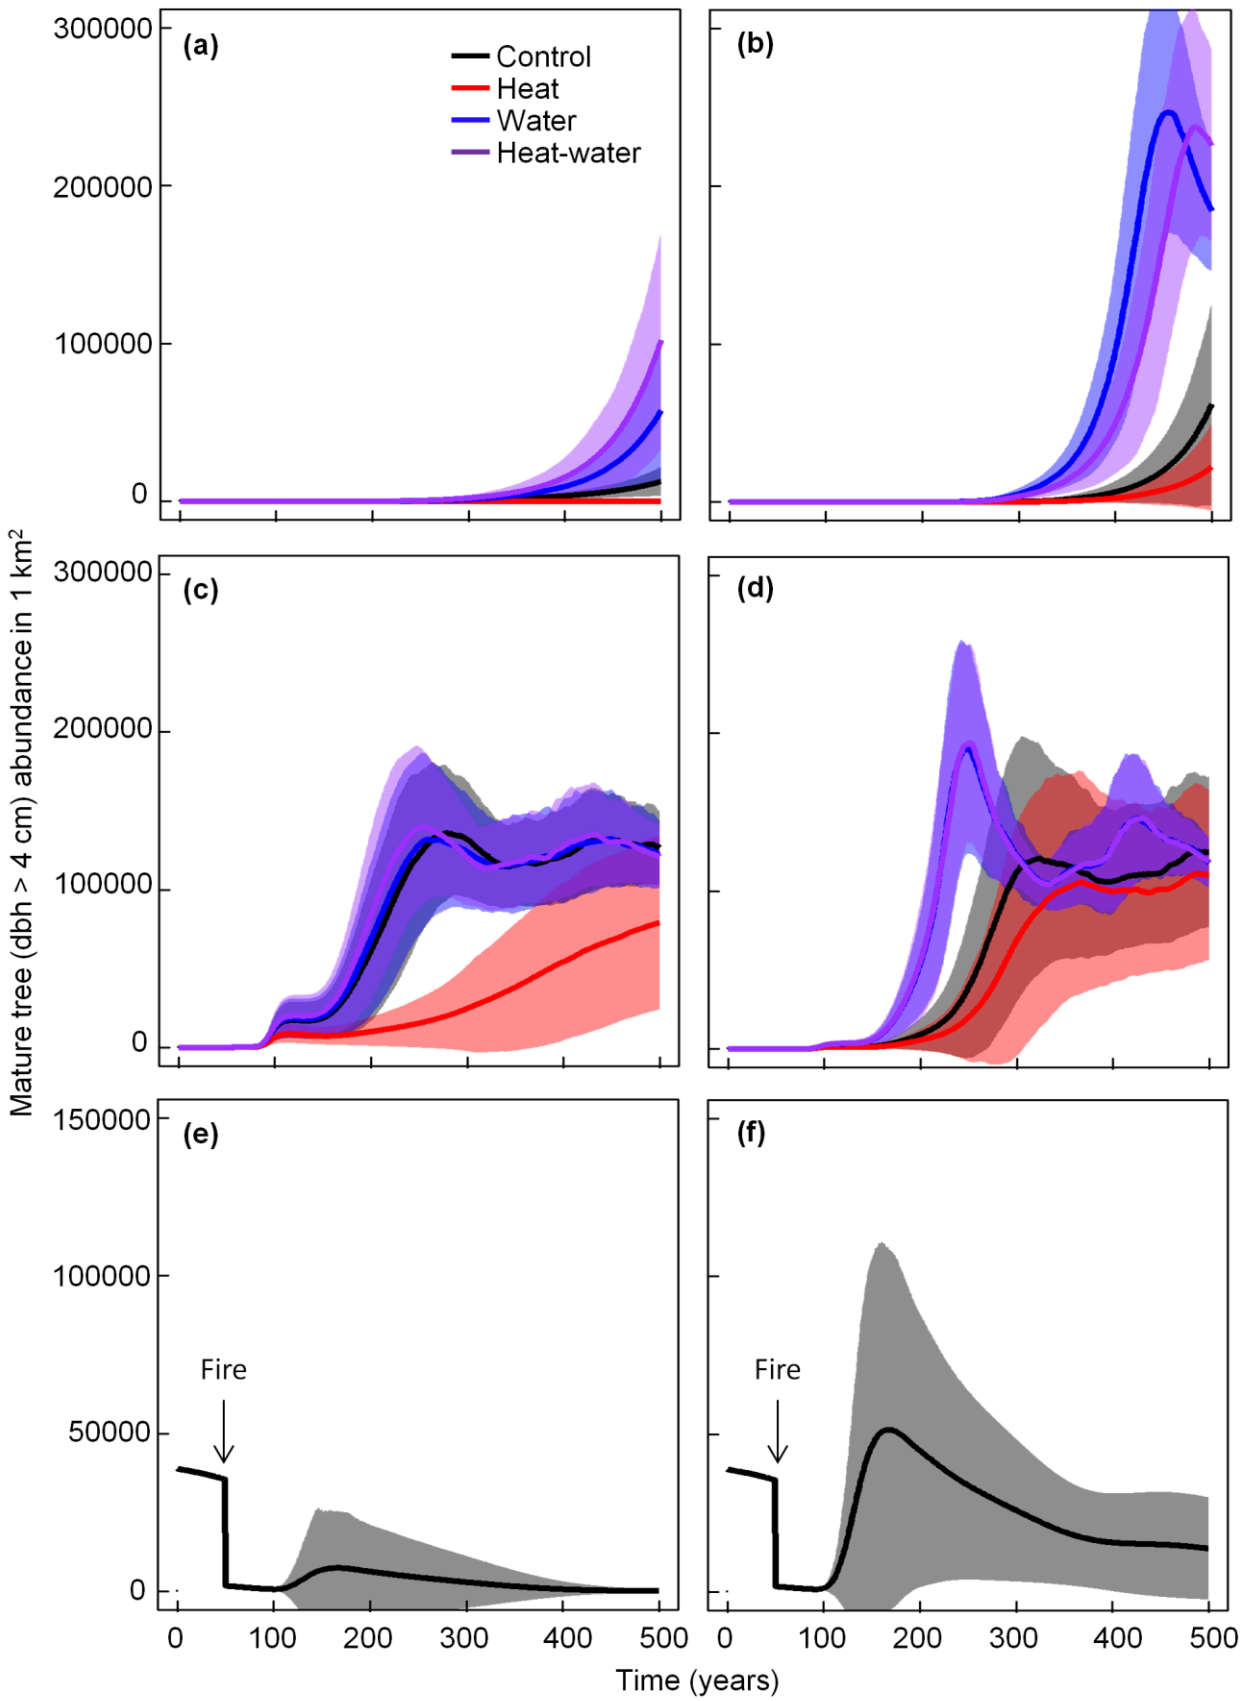 300000
(a)
Control
Heat
Water
Heat-water
200000
100000
0
(b)
Mature tree (dbh > 4 cm) abundance in 1 km²
300000
(c)
200000
100000
0
(d)
150000
(e)
100000
Fire
50000
0
(f)
Fire
0 100 200 300 400 500
0 100 200 300 400 500
Time (years)